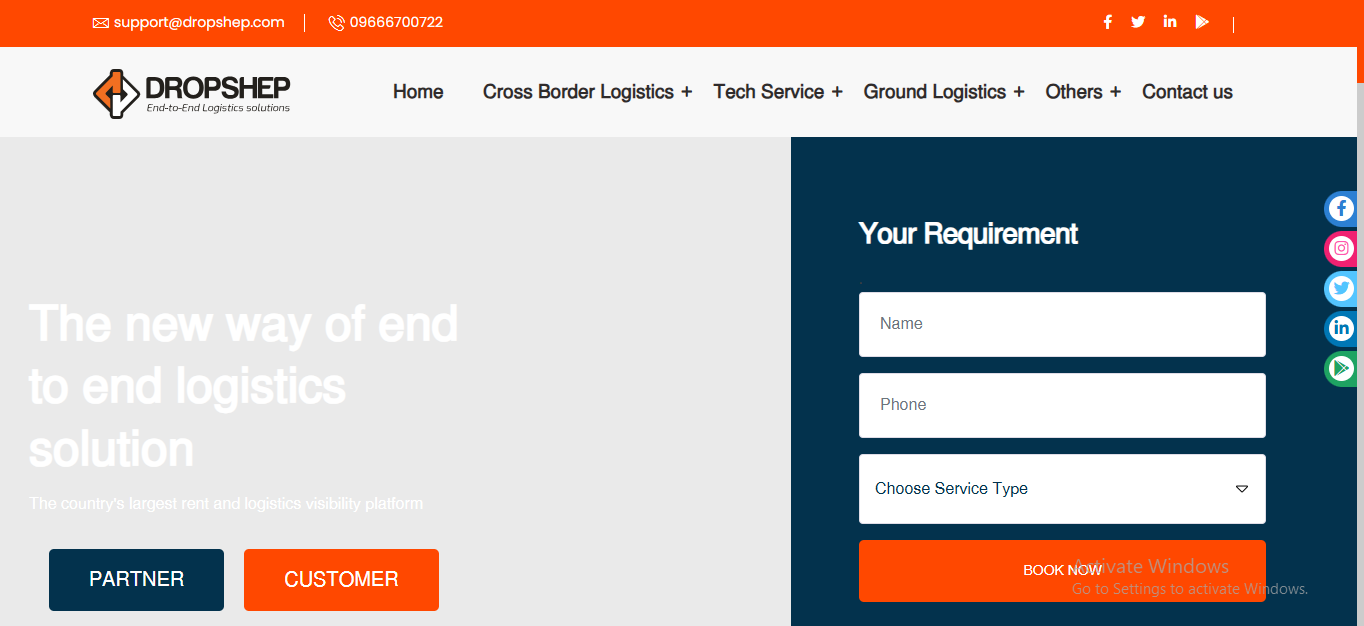 support@dropshep.com 09666700722
DROPSHEP
End-to-End Logistics solutions
Home Cross Border Logistics + Tech Service + Ground Logistics + Others + Contact us
The new way of end
to end logistics
solution
The country's largest rent and logistics visibility platform
PARTNER CUSTOMER
Your Requirement
Name
Phone
Choose Service Type
BOOK NOW
Activate Windows
Go to Settings to activate Windows.